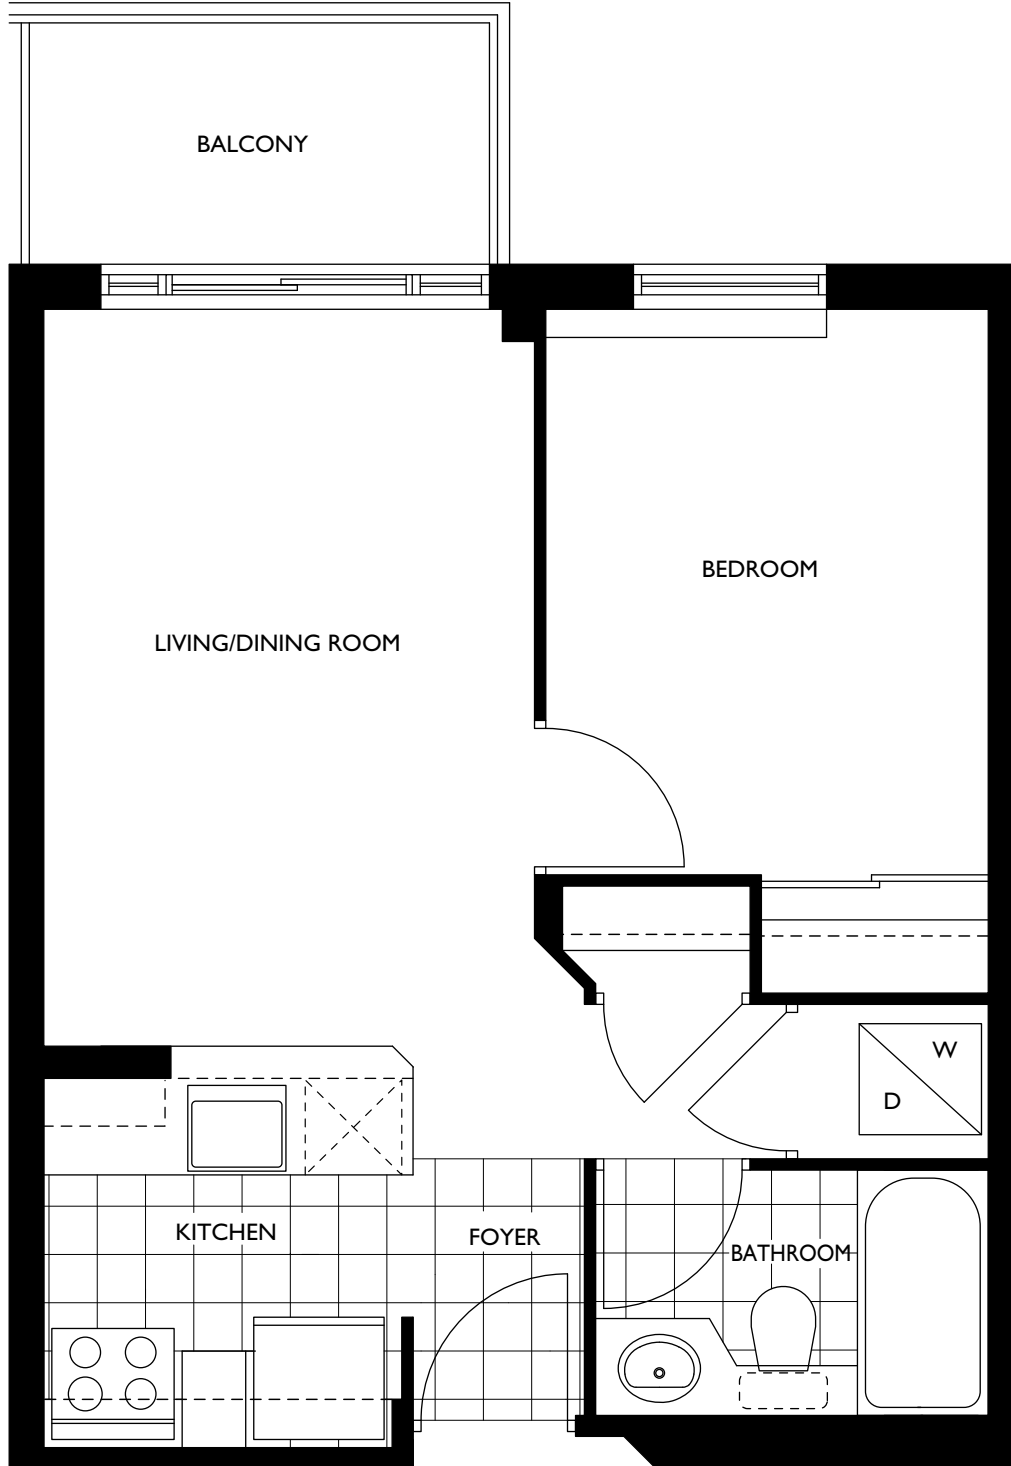 BALCONY
BEDROOM
LIVING/DINING ROOM
W
D
KITCHEN
FOYER
BATHROOM